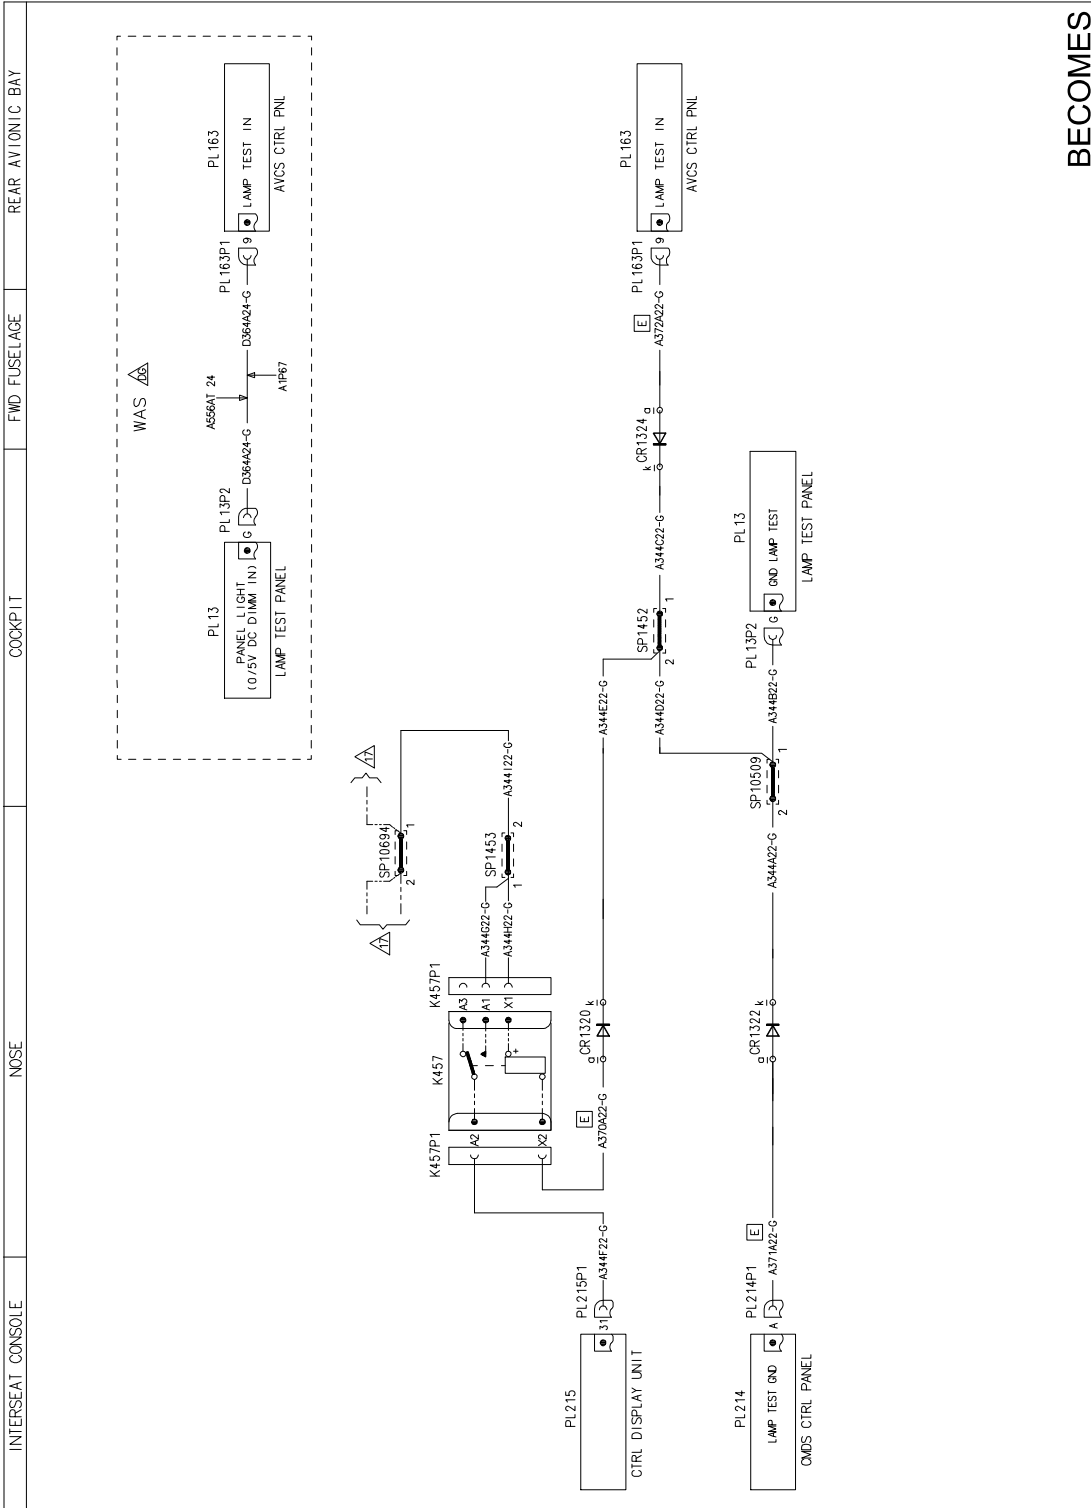 BECOMES
INTERSEAT CONSOLE
NOSE
COCKPIT
FWD FUSELAGE
REAR AVIONIC BAY
WAS
DG
PL13
PANEL LIGHT
(0/5V DC DIMM IN)
LAMP TEST PANEL
G
PL13P2
D364A24-G
A556AT 24
A1P67
D364A24-G
PL163P1
9
PL163
LAMP TEST IN
AVCS CTRL PNL
17
17
SP10694
2
1
K457P1
K457
K457P1
A2
X2
A3
A1
X1
+
A344G22-G
A344H22-G
SP1453
1
2
A344I22-G
PL215
CTRL DISPLAY UNIT
31
PL215P1
A344F22-G
A370A22-G
E
CR1320
a
k
A344E22-G
SP1452
2
1
A344D22-G
A344C22-G
CR1324
k
a
A372A22-G
E
PL163P1
9
PL163
LAMP TEST IN
AVCS CTRL PNL
PL214
LAMP TEST GND
CMDS CTRL PANEL
A
PL214P1
A371A22-G
E
CR1322
a
k
A344A22-G
SP10509
2
1
A344B22-G
PL13P2
G
PL13
GND LAMP TEST
LAMP TEST PANEL